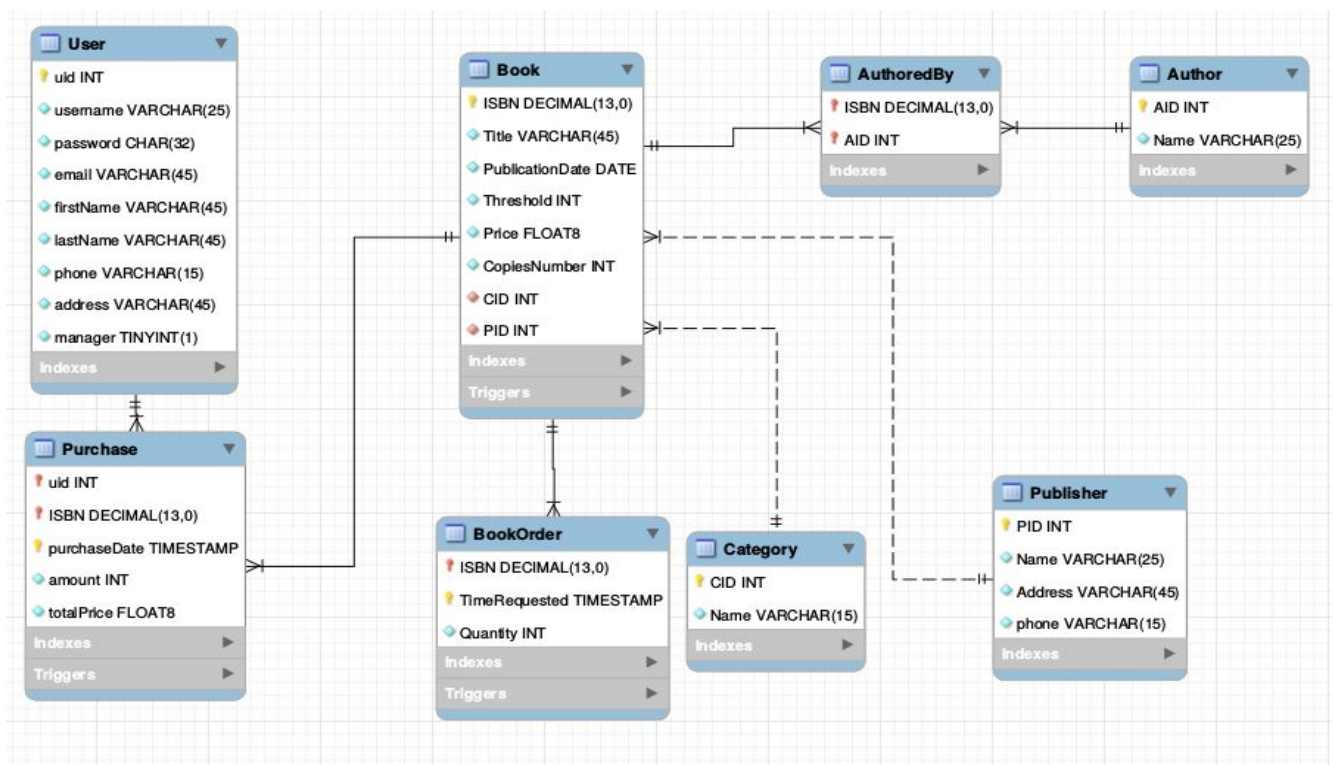 User
uid INT
username VARCHAR(25)
password CHAR(32)
email VARCHAR(45)
firstName VARCHAR(45)
lastName VARCHAR(45)
phone VARCHAR(15)
address VARCHAR(45)
manager TINYINT(1)
Indexes
Purchase
uid INT
ISBN DECIMAL(13,0)
purchaseDate TIMESTAMP
amount INT
totalPrice FLOAT8
Indexes
Triggers
Book
ISBN DECIMAL(13,0)
Title VARCHAR(45)
PublicationDate DATE
Threshold INT
Price FLOAT8
CopiesNumber INT
CID INT
PID INT
Indexes
Triggers
BookOrder
ISBN DECIMAL(13,0)
TimeRequested TIMESTAMP
Quantity INT
Indexes
Triggers
Category
CID INT
Name VARCHAR(15)
Indexes
AuthoredBy
ISBN DECIMAL(13,0)
AID INT
Indexes
Author
AID INT
Name VARCHAR(25)
Indexes
Publisher
PID INT
Name VARCHAR(25)
Address VARCHAR(45)
phone VARCHAR(15)
Indexes